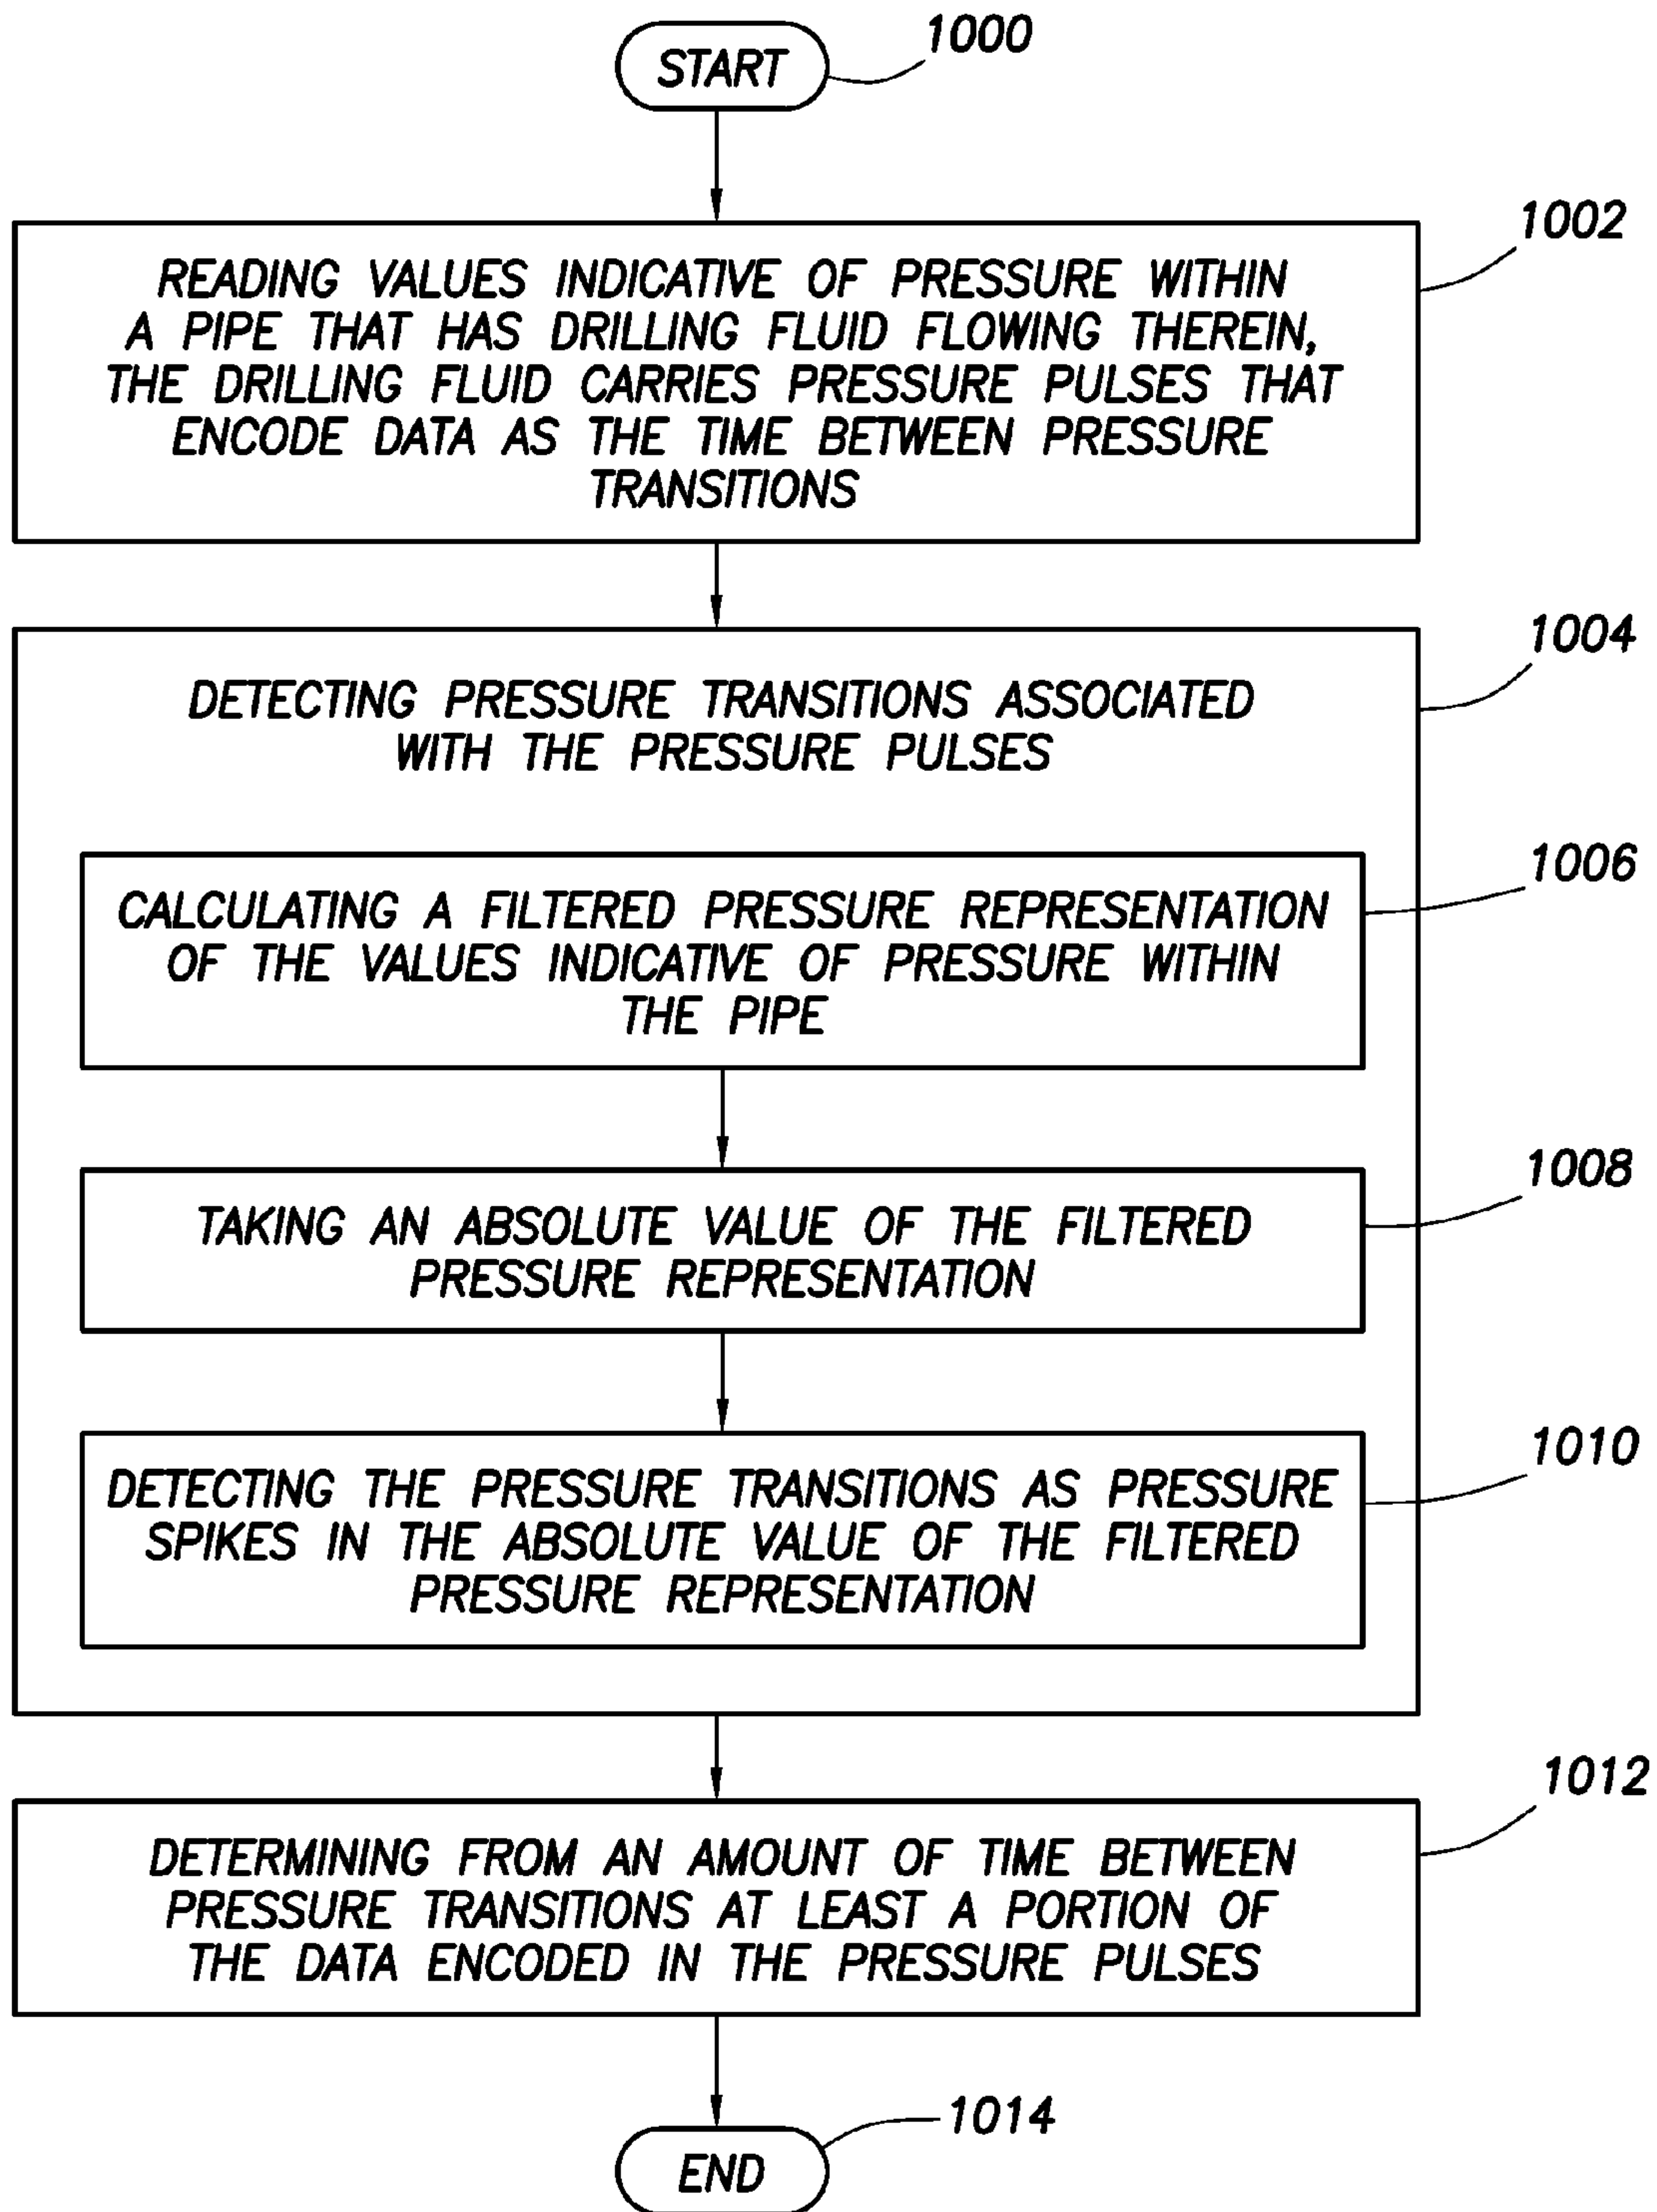 START
1000
1002
READING VALUES INDICATIVE OF PRESSURE WITHIN
A PIPE THAT HAS DRILLING FLUID FLOWING THEREIN,
THE DRILLING FLUID CARRIES PRESSURE PULSES THAT
ENCODE DATA AS THE TIME BETWEEN PRESSURE
TRANSITIONS
1004
DETECTING PRESSURE TRANSITIONS ASSOCIATED
WITH THE PRESSURE PULSES
1006
CALCULATING A FILTERED PRESSURE REPRESENTATION
OF THE VALUES INDICATIVE OF PRESSURE WITHIN
THE PIPE
1008
TAKING AN ABSOLUTE VALUE OF THE FILTERED
PRESSURE REPRESENTATION
1010
DETECTING THE PRESSURE TRANSITIONS AS PRESSURE
SPIKES IN THE ABSOLUTE VALUE OF THE FILTERED
PRESSURE REPRESENTATION
1012
DETERMINING FROM AN AMOUNT OF TIME BETWEEN
PRESSURE TRANSITIONS AT LEAST A PORTION OF
THE DATA ENCODED IN THE PRESSURE PULSES
1014
END